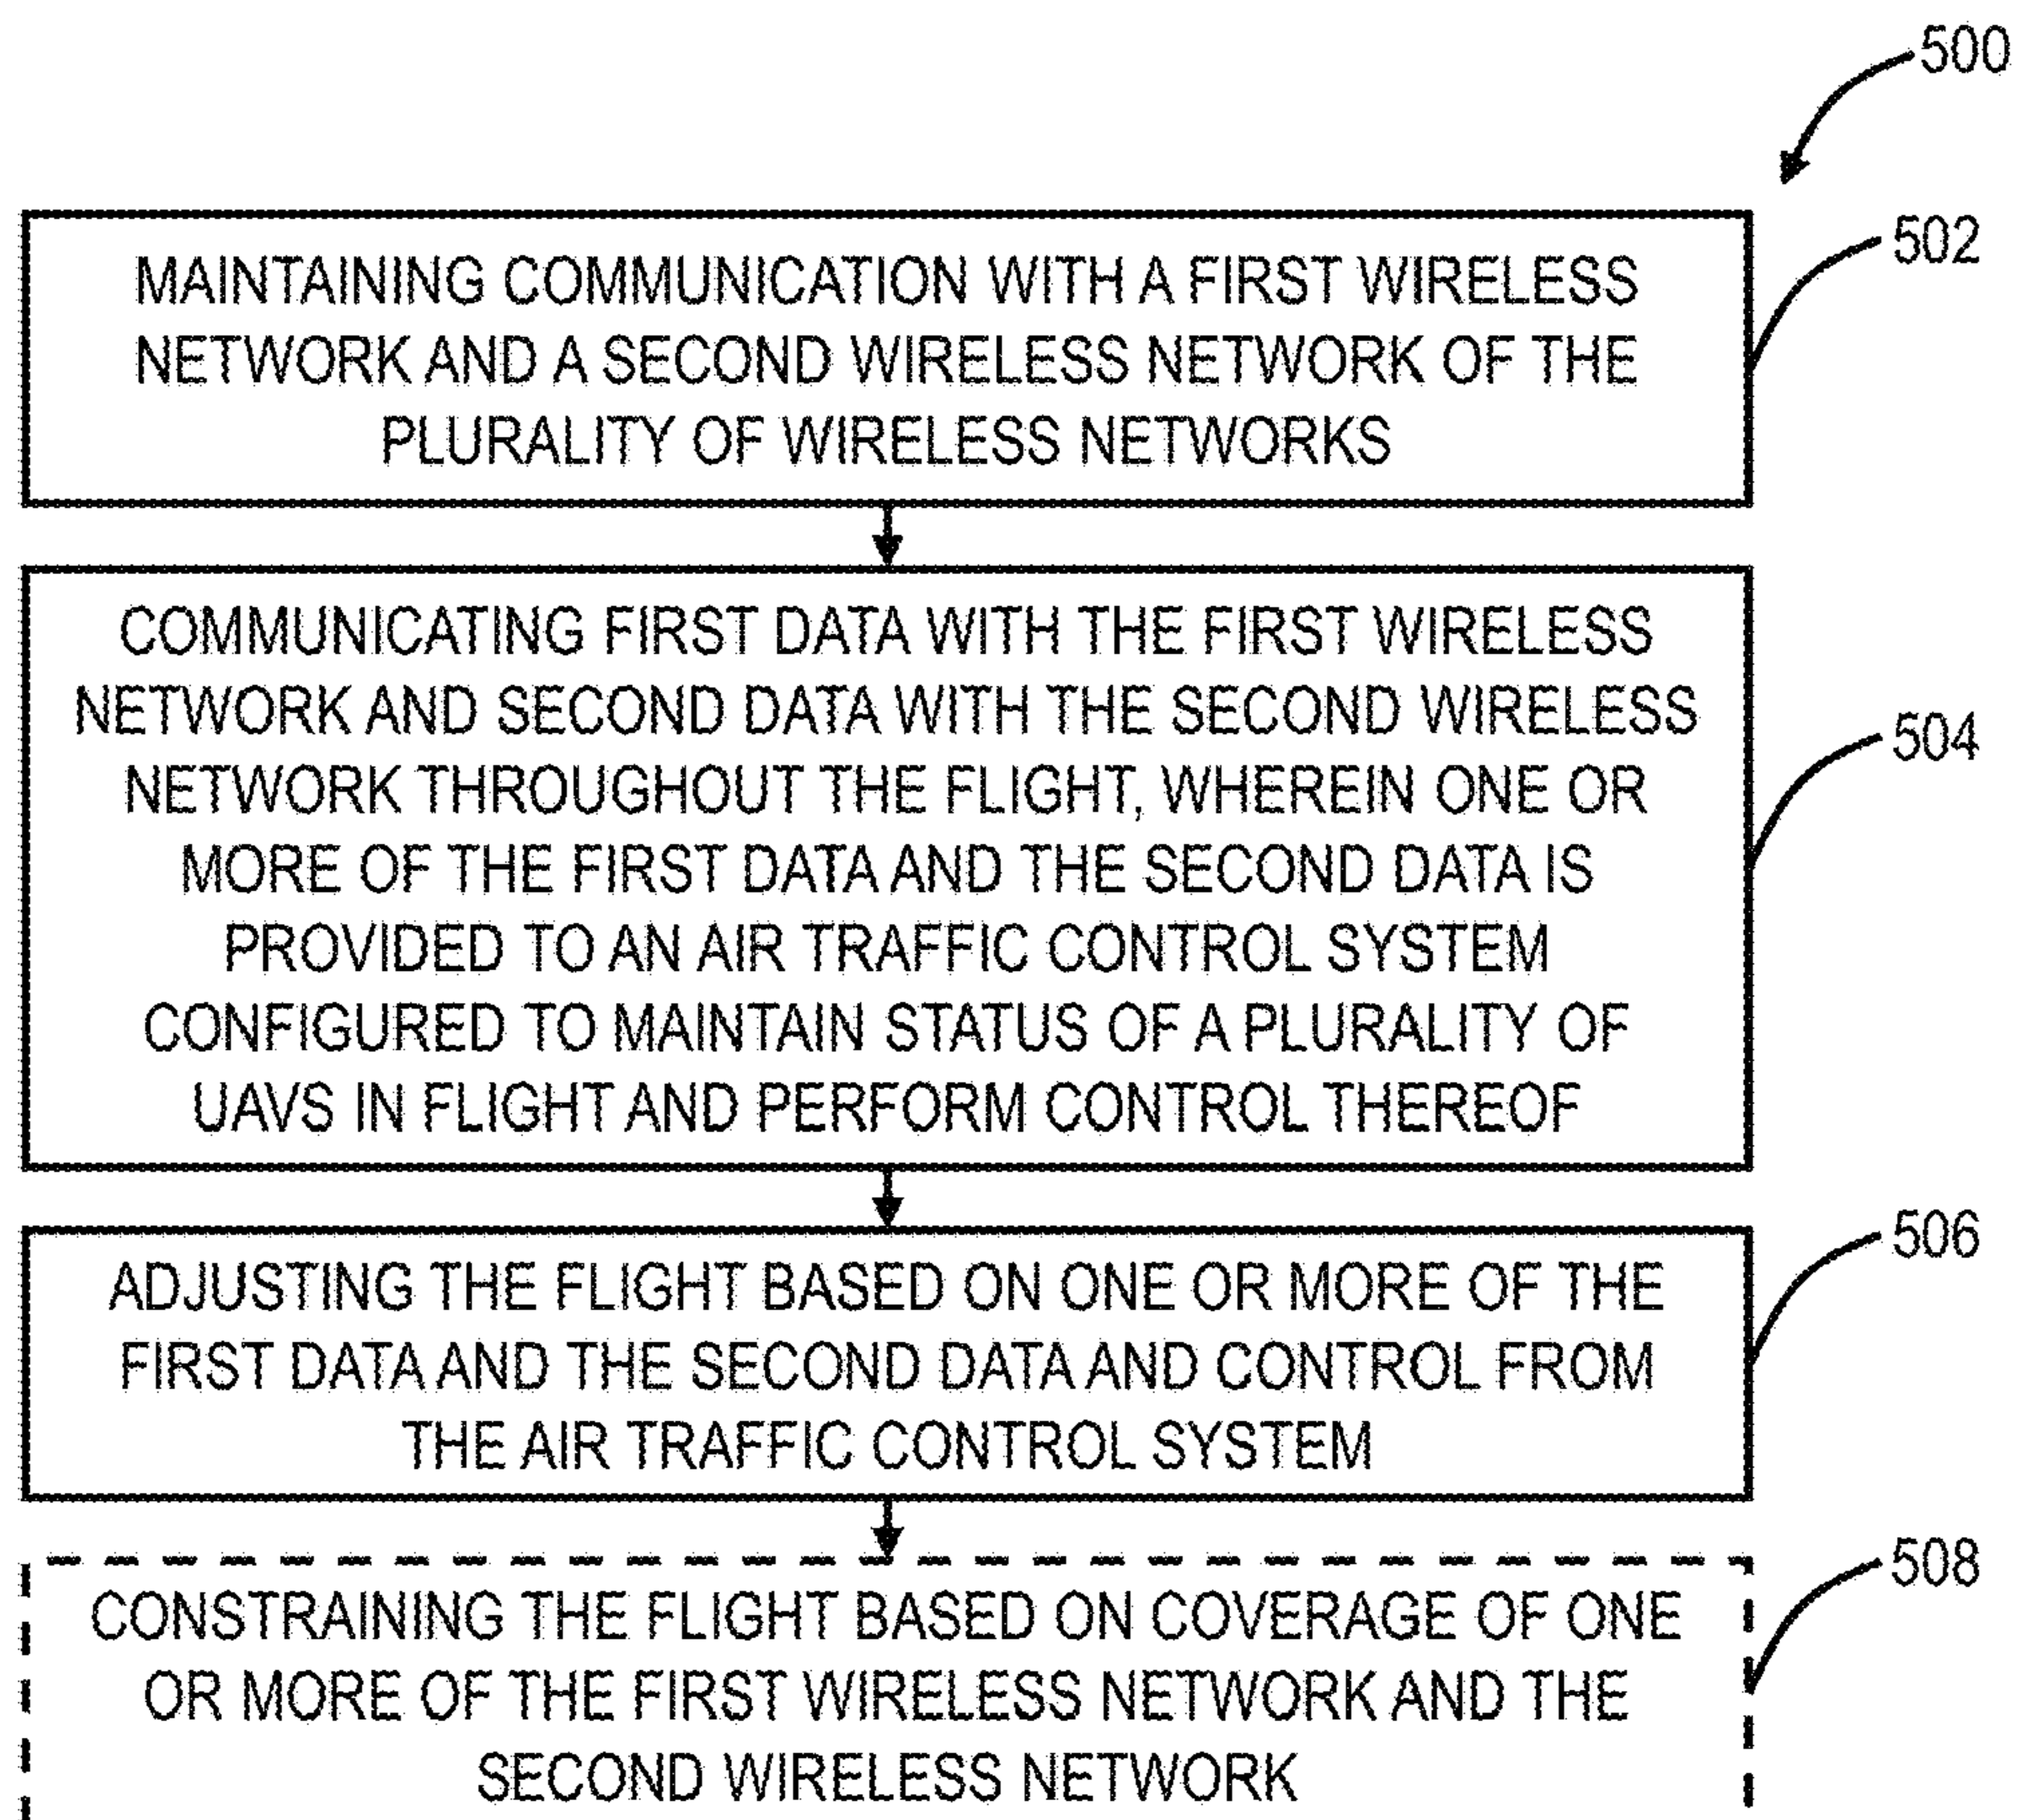 500
502
MAINTAINING COMMUNICATION WITH A FIRST WIRELESS
NETWORK AND A SECOND WIRELESS NETWORK OF THE
PLURALITY OF WIRELESS NETWORKS
504
COMMUNICATING FIRST DATA WITH THE FIRST WIRELESS
NETWORK AND SECOND DATA WITH THE SECOND WIRELESS
NETWORK THROUGHOUT THE FLIGHT, WHEREIN ONE OR
MORE OF THE FIRST DATA AND THE SECOND DATA IS
PROVIDED TO AN AIR TRAFFIC CONTROL SYSTEM
CONFIGURED TO MAINTAIN STATUS OF A PLURALITY OF
UAVS IN FLIGHT AND PERFORM CONTROL THEREOF
506
ADJUSTING THE FLIGHT BASED ON ONE OR MORE OF THE
FIRST DATA AND THE SECOND DATA AND CONTROL FROM
THE AIR TRAFFIC CONTROL SYSTEM
508
CONSTRAINING THE FLIGHT BASED ON COVERAGE OF ONE
OR MORE OF THE FIRST WIRELESS NETWORK AND THE
SECOND WIRELESS NETWORK